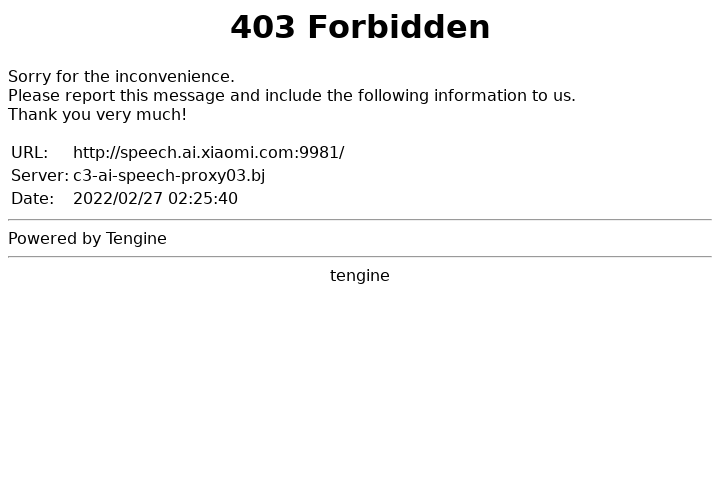 403 Forbidden
Sorry for the inconvenience.
Please report this message and include the following information to us.
Thank you very much!
URL: http://speech.ai.xiaomi.com:9981/
Server: c3-ai-speech-proxy03.bj
Date: 2022/02/27 02:25:40
Powered by Tengine
tengine